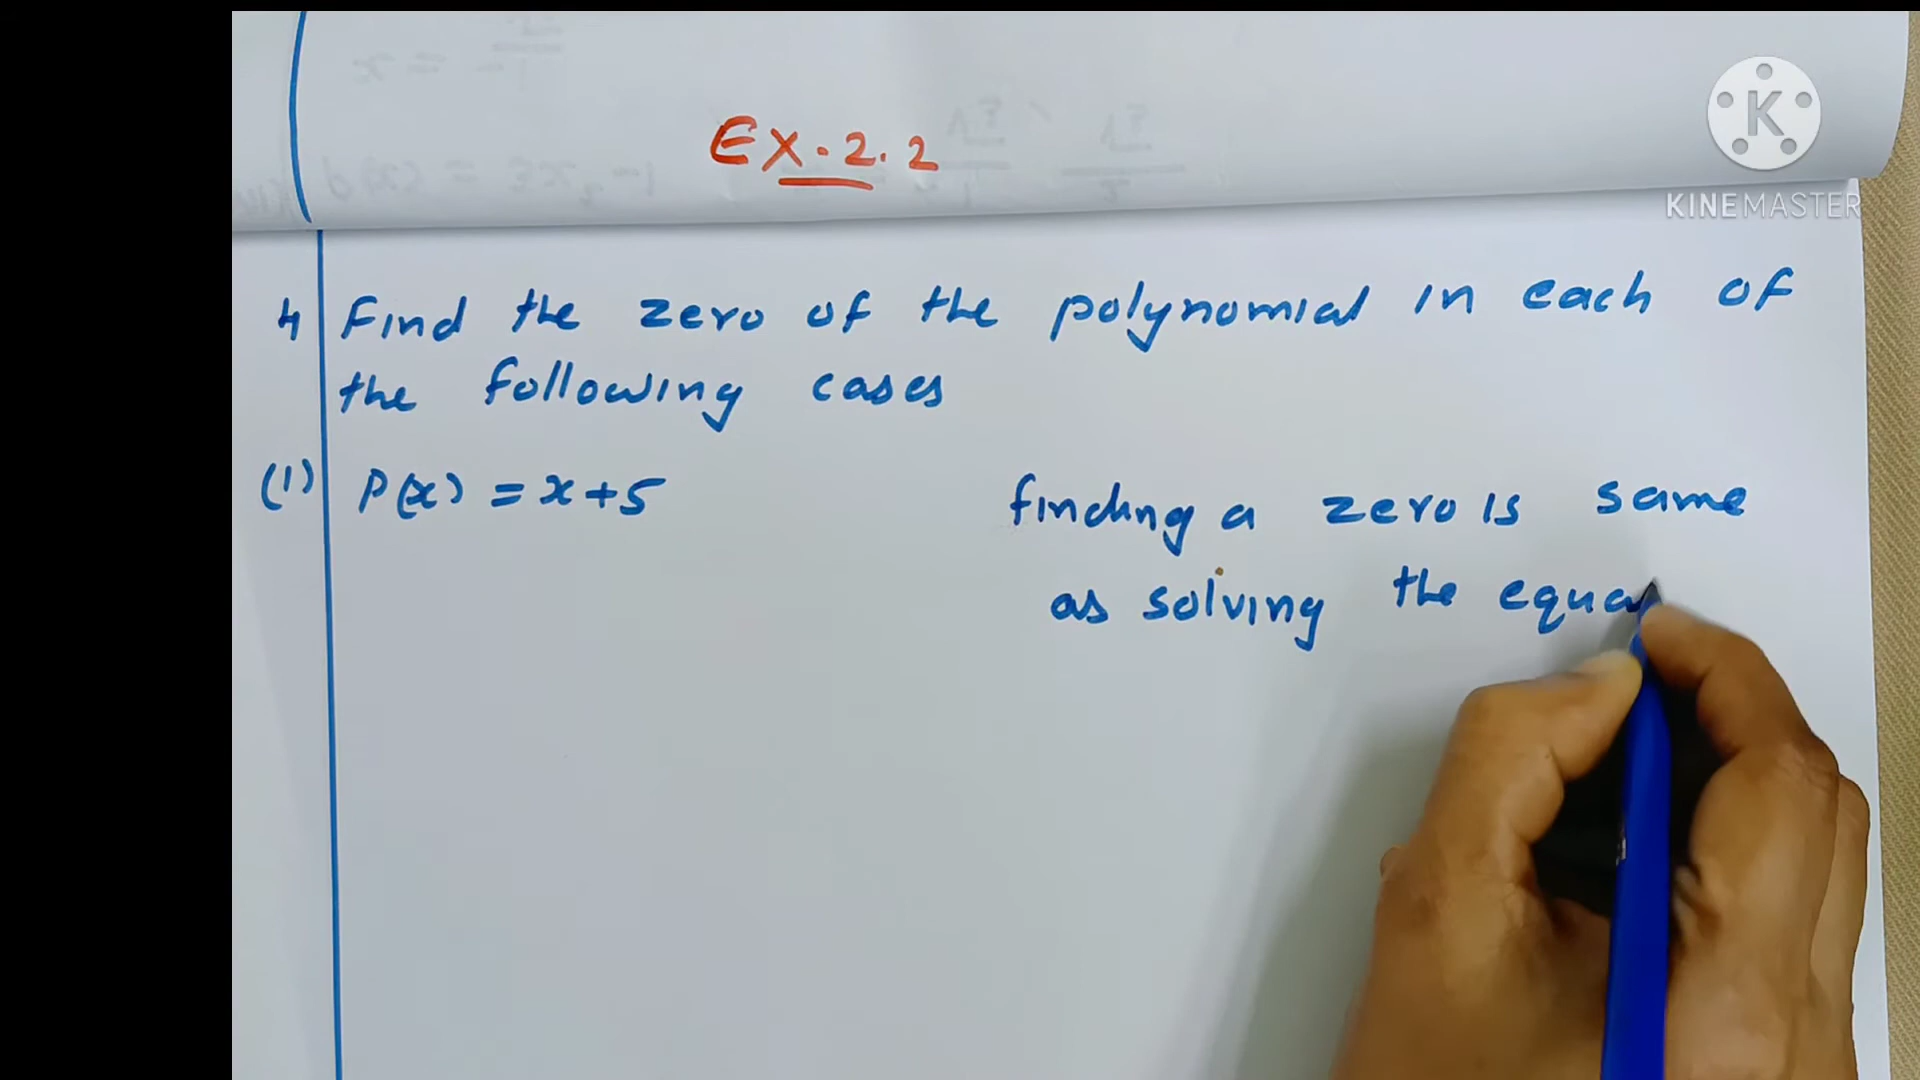 EX.2.2
KINEMASTER
4 Find the zero of the polynomial in each of
the following cases
(1) P(x) = x+5
finding a zero is same
as solving the equa